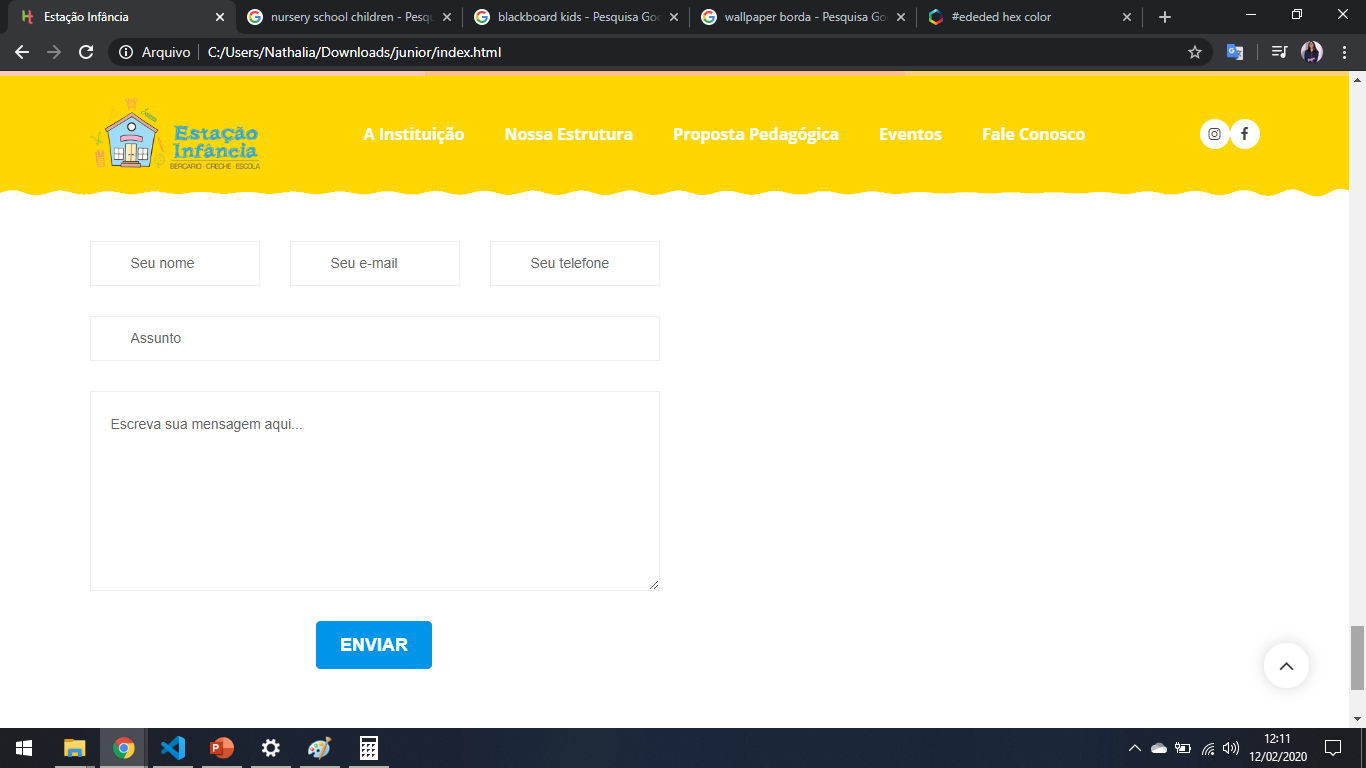 Estação Infância
nursery school children - Pesqu
blackboard kids - Pesquisa Goo
wallpaper borda - Pesquisa Go
#ededed hex color
Arquivo
C:/Users/Nathalia/Downloads/junior/index.html
Estação
Infância
BERÇÁRIO - CRECHE - ESCOLA
A Instituição
Nossa Estrutura
Proposta Pedagógica
Eventos
Fale Conosco
Seu nome
Seu e-mail
Seu telefone
Assunto
Escreva sua mensagem aqui...
ENVIAR
12:11
12/02/2020